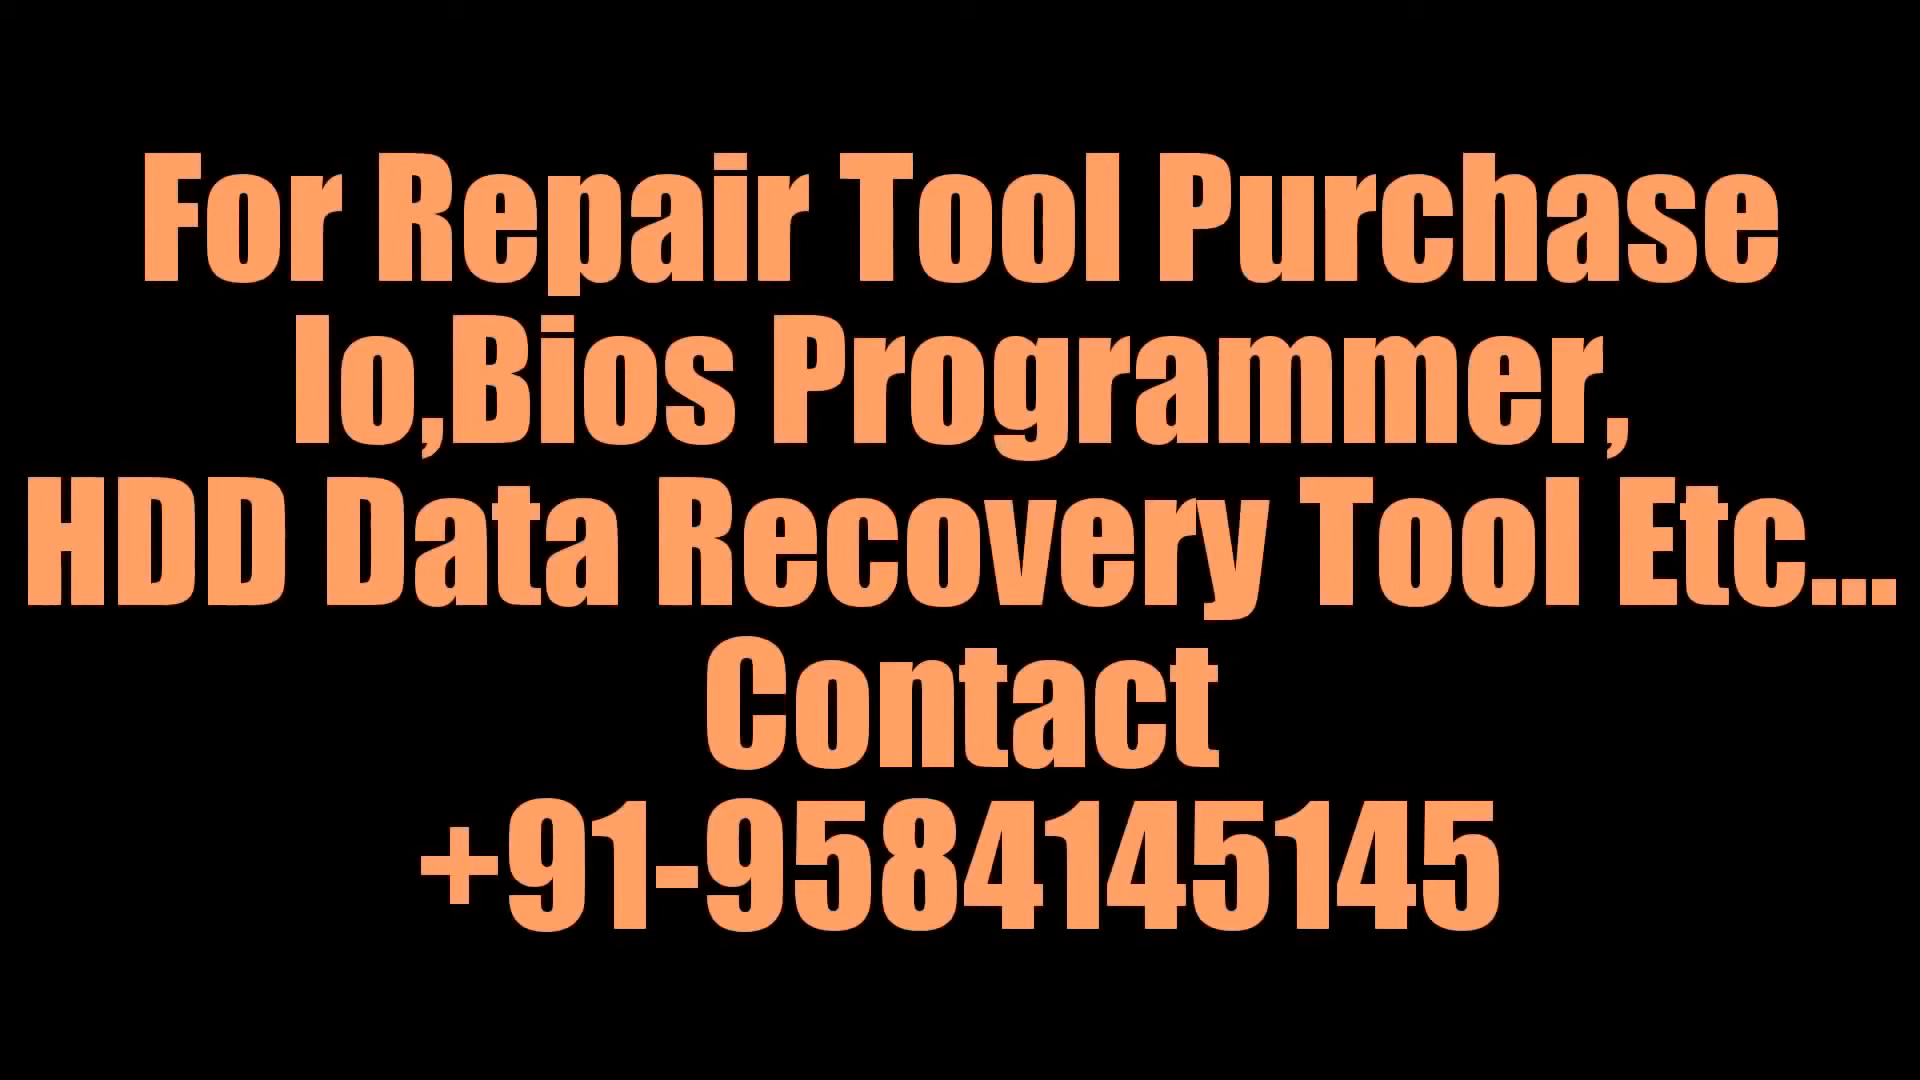 For Repair Tool Purchase
Io,Bios Programmer,
HDD Data Recovery Tool Etc...
Contact
+91-9584145145